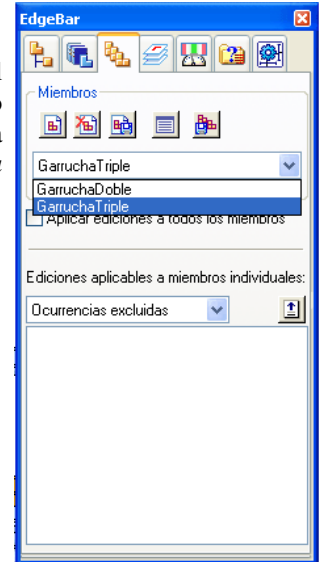 EdgeBar
Miembros
GarruchaTriple
GarruchaDoble
GarruchaTriple
Aplicar ediciones a todos los miembros
Ediciones aplicables a miembros individuales:
Ocurrencias excluidas